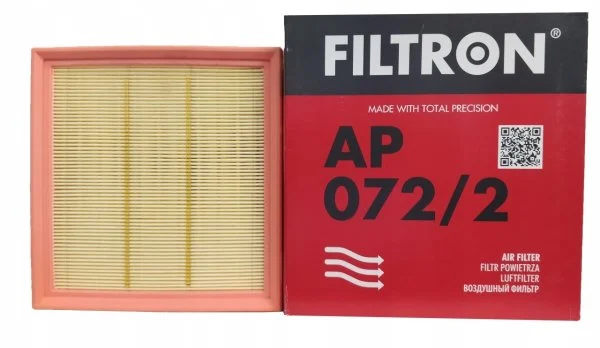 FILTRON®
MADE WITH TOTAL PRECISION
AP
072/2
AIR FILTER
FILTR POWIETRZA
LUFTFILTER
ВОЗДУШНЫЙ ФИЛЬТР